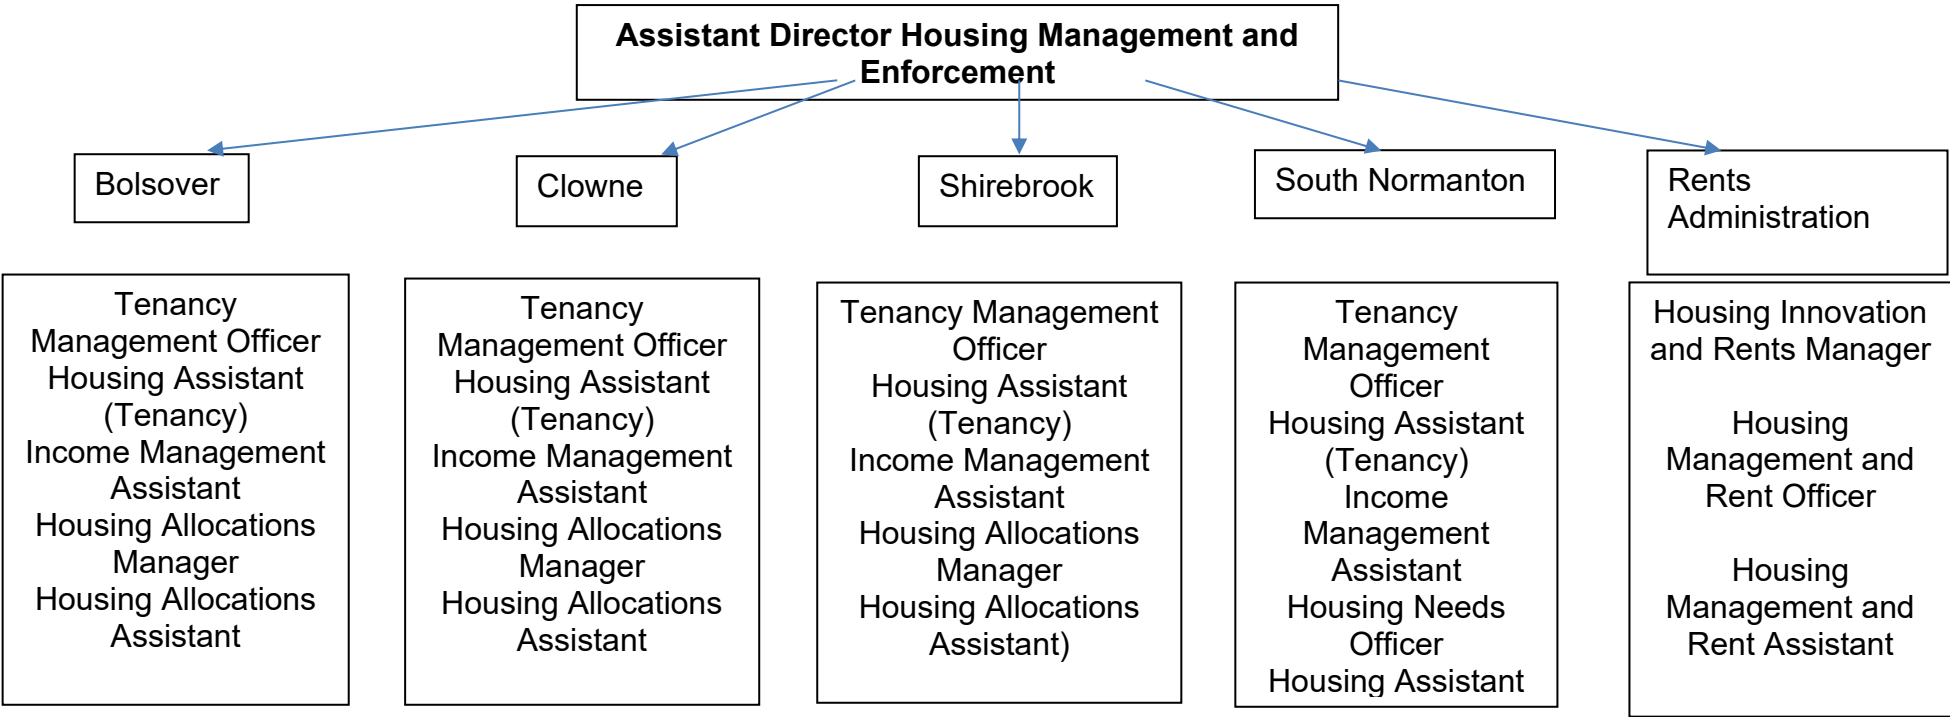 Assistant Director Housing Management and
Enforcement
Bolsover
Clowne
Shirebrook
South Normanton
Rents
Administration
Tenancy
Management Officer
Housing Assistant
(Tenancy)
Income Management
Assistant
Housing Allocations
Manager
Housing Allocations
Assistant
Tenancy
Management Officer
Housing Assistant
(Tenancy)
Income Management
Assistant
Housing Allocations
Manager
Housing Allocations
Assistant
Tenancy Management
Officer
Housing Assistant
(Tenancy)
Income Management
Assistant
Housing Allocations
Manager
Housing Allocations
Assistant)
Tenancy
Management
Officer
Housing Assistant
(Tenancy)
Income
Management
Assistant
Housing Needs
Officer
Housing Assistant
Housing Innovation
and Rents Manager
Housing
Management and
Rent Officer
Housing
Management and
Rent Assistant